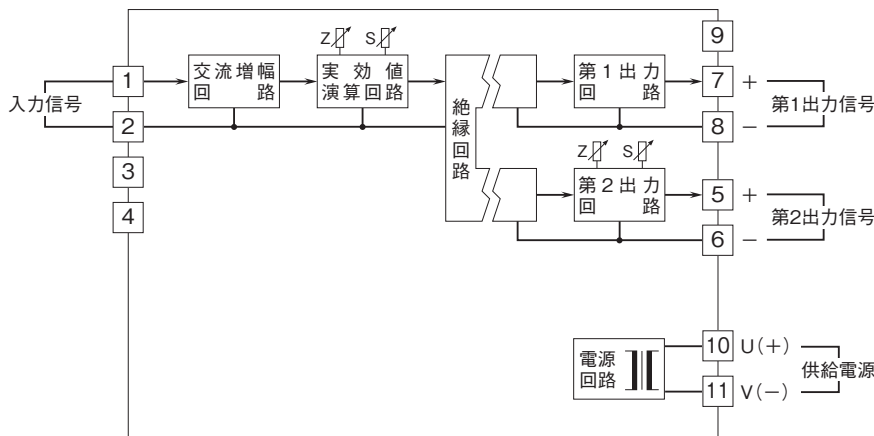 入力信号
1
2
3
4
交流増幅
回路
Z
S
実効値
演算回路
絶縁回路
第1出力
回路
Z
S
第2出力
回路
9
7
+
8
−
第1出力信号
5
+
6
−
第2出力信号
電源
回路
10
U(+)
11
V(−)
供給電源